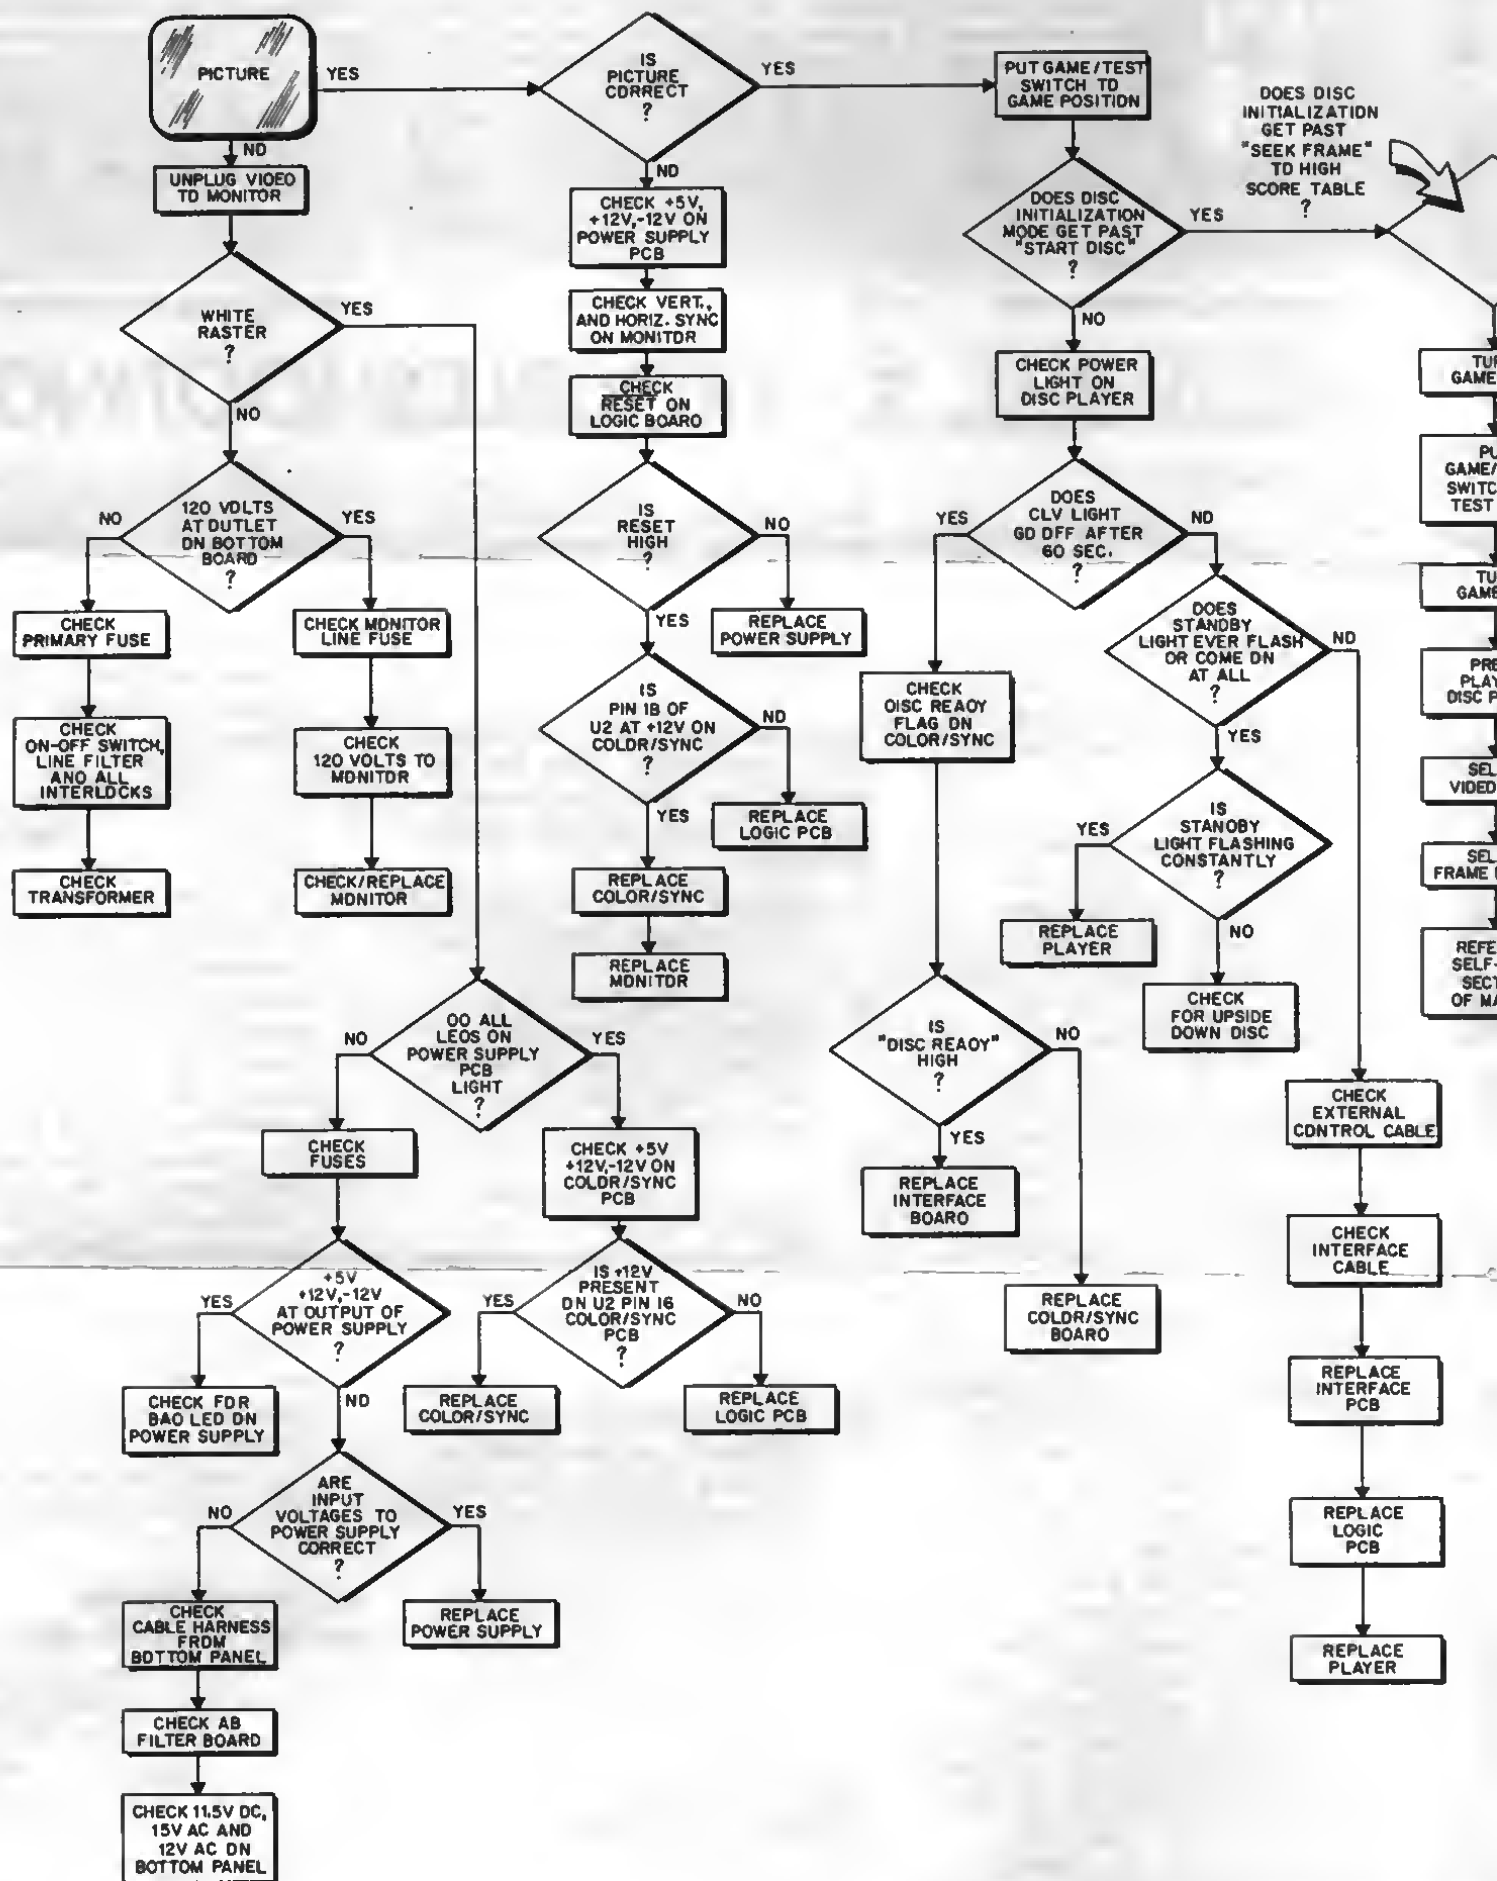 PICTURE
YES
NO
UNPLUG VIDEO
TO MONITOR
WHITE
RASTER
?
YES
NO
120 VOLTS
AT OUTLET
ON BOTTOM
BOARD
?
NO
YES
CHECK
PRIMARY FUSE
CHECK
ON-OFF SWITCH,
LINE FILTER
AND ALL
INTERLOCKS
CHECK
TRANSFORMER
CHECK MONITOR
LINE FUSE
CHECK
120 VOLTS TO
MONITOR
CHECK/REPLACE
MONITOR
DO ALL
LEDS ON
POWER SUPPLY
PCB
LIGHT
?
NO
YES
CHECK
FUSES
+5V
+12V,-12V
AT OUTPUT OF
POWER SUPPLY
?
YES
NO
CHECK FOR
BAD LED ON
POWER SUPPLY
ARE
INPUT
VOLTAGES TO
POWER SUPPLY
CORRECT
?
NO
YES
CHECK
CABLE HARNESS
FROM
BOTTOM PANEL
CHECK AB
FILTER BOARD
CHECK 11.5V DC,
15V AC AND
12V AC ON
BOTTOM PANEL
REPLACE
POWER SUPPLY
CHECK +5V
+12V,-12V ON
COLOR/SYNC
PCB
IS +12V
PRESENT
ON U2 PIN 16
COLOR/SYNC
PCB
?
YES
NO
REPLACE
COLOR/SYNC
REPLACE
LOGIC PCB
IS
PICTURE
CORRECT
?
YES
NO
CHECK +5V,
+12V,-12V ON
POWER SUPPLY
PCB
CHECK VERT.,
AND HORIZ. SYNC
ON MONITOR
CHECK
RESET ON
LOGIC BOARD
IS
RESET
HIGH
?
NO
YES
REPLACE
POWER SUPPLY
IS
PIN 1B OF
U2 AT +12V ON
COLOR/SYNC
?
NO
YES
REPLACE
LOGIC PCB
REPLACE
COLOR/SYNC
REPLACE
MONITOR
PUT GAME/TEST
SWITCH TO
GAME POSITION
DOES DISC
INITIALIZATION
MODE GET PAST
"START DISC"
?
YES
NO
CHECK POWER
LIGHT ON
DISC PLAYER
DOES
CLV LIGHT
GO OFF AFTER
60 SEC.
?
YES
NO
CHECK
DISC READY
FLAG ON
COLOR/SYNC
IS
"DISC READY"
HIGH
?
NO
YES
REPLACE
INTERFACE
BOARD
REPLACE
COLOR/SYNC
BOARD
DOES
STANDBY
LIGHT EVER FLASH
OR COME ON
AT ALL
?
NO
YES
IS
STANDBY
LIGHT FLASHING
CONSTANTLY
?
YES
NO
REPLACE
PLAYER
CHECK
FOR UPSIDE
DOWN DISC
CHECK
EXTERNAL
CONTROL CABLE
CHECK
INTERFACE
CABLE
REPLACE
INTERFACE
PCB
REPLACE
LOGIC
PCB
REPLACE
PLAYER
DOES DISC
INITIALIZATION
GET PAST
"SEEK FRAME"
TO HIGH
SCORE TABLE
?
GAME
GAME/
TEST
GAME
DISC
VIDEO
FRAME
OF